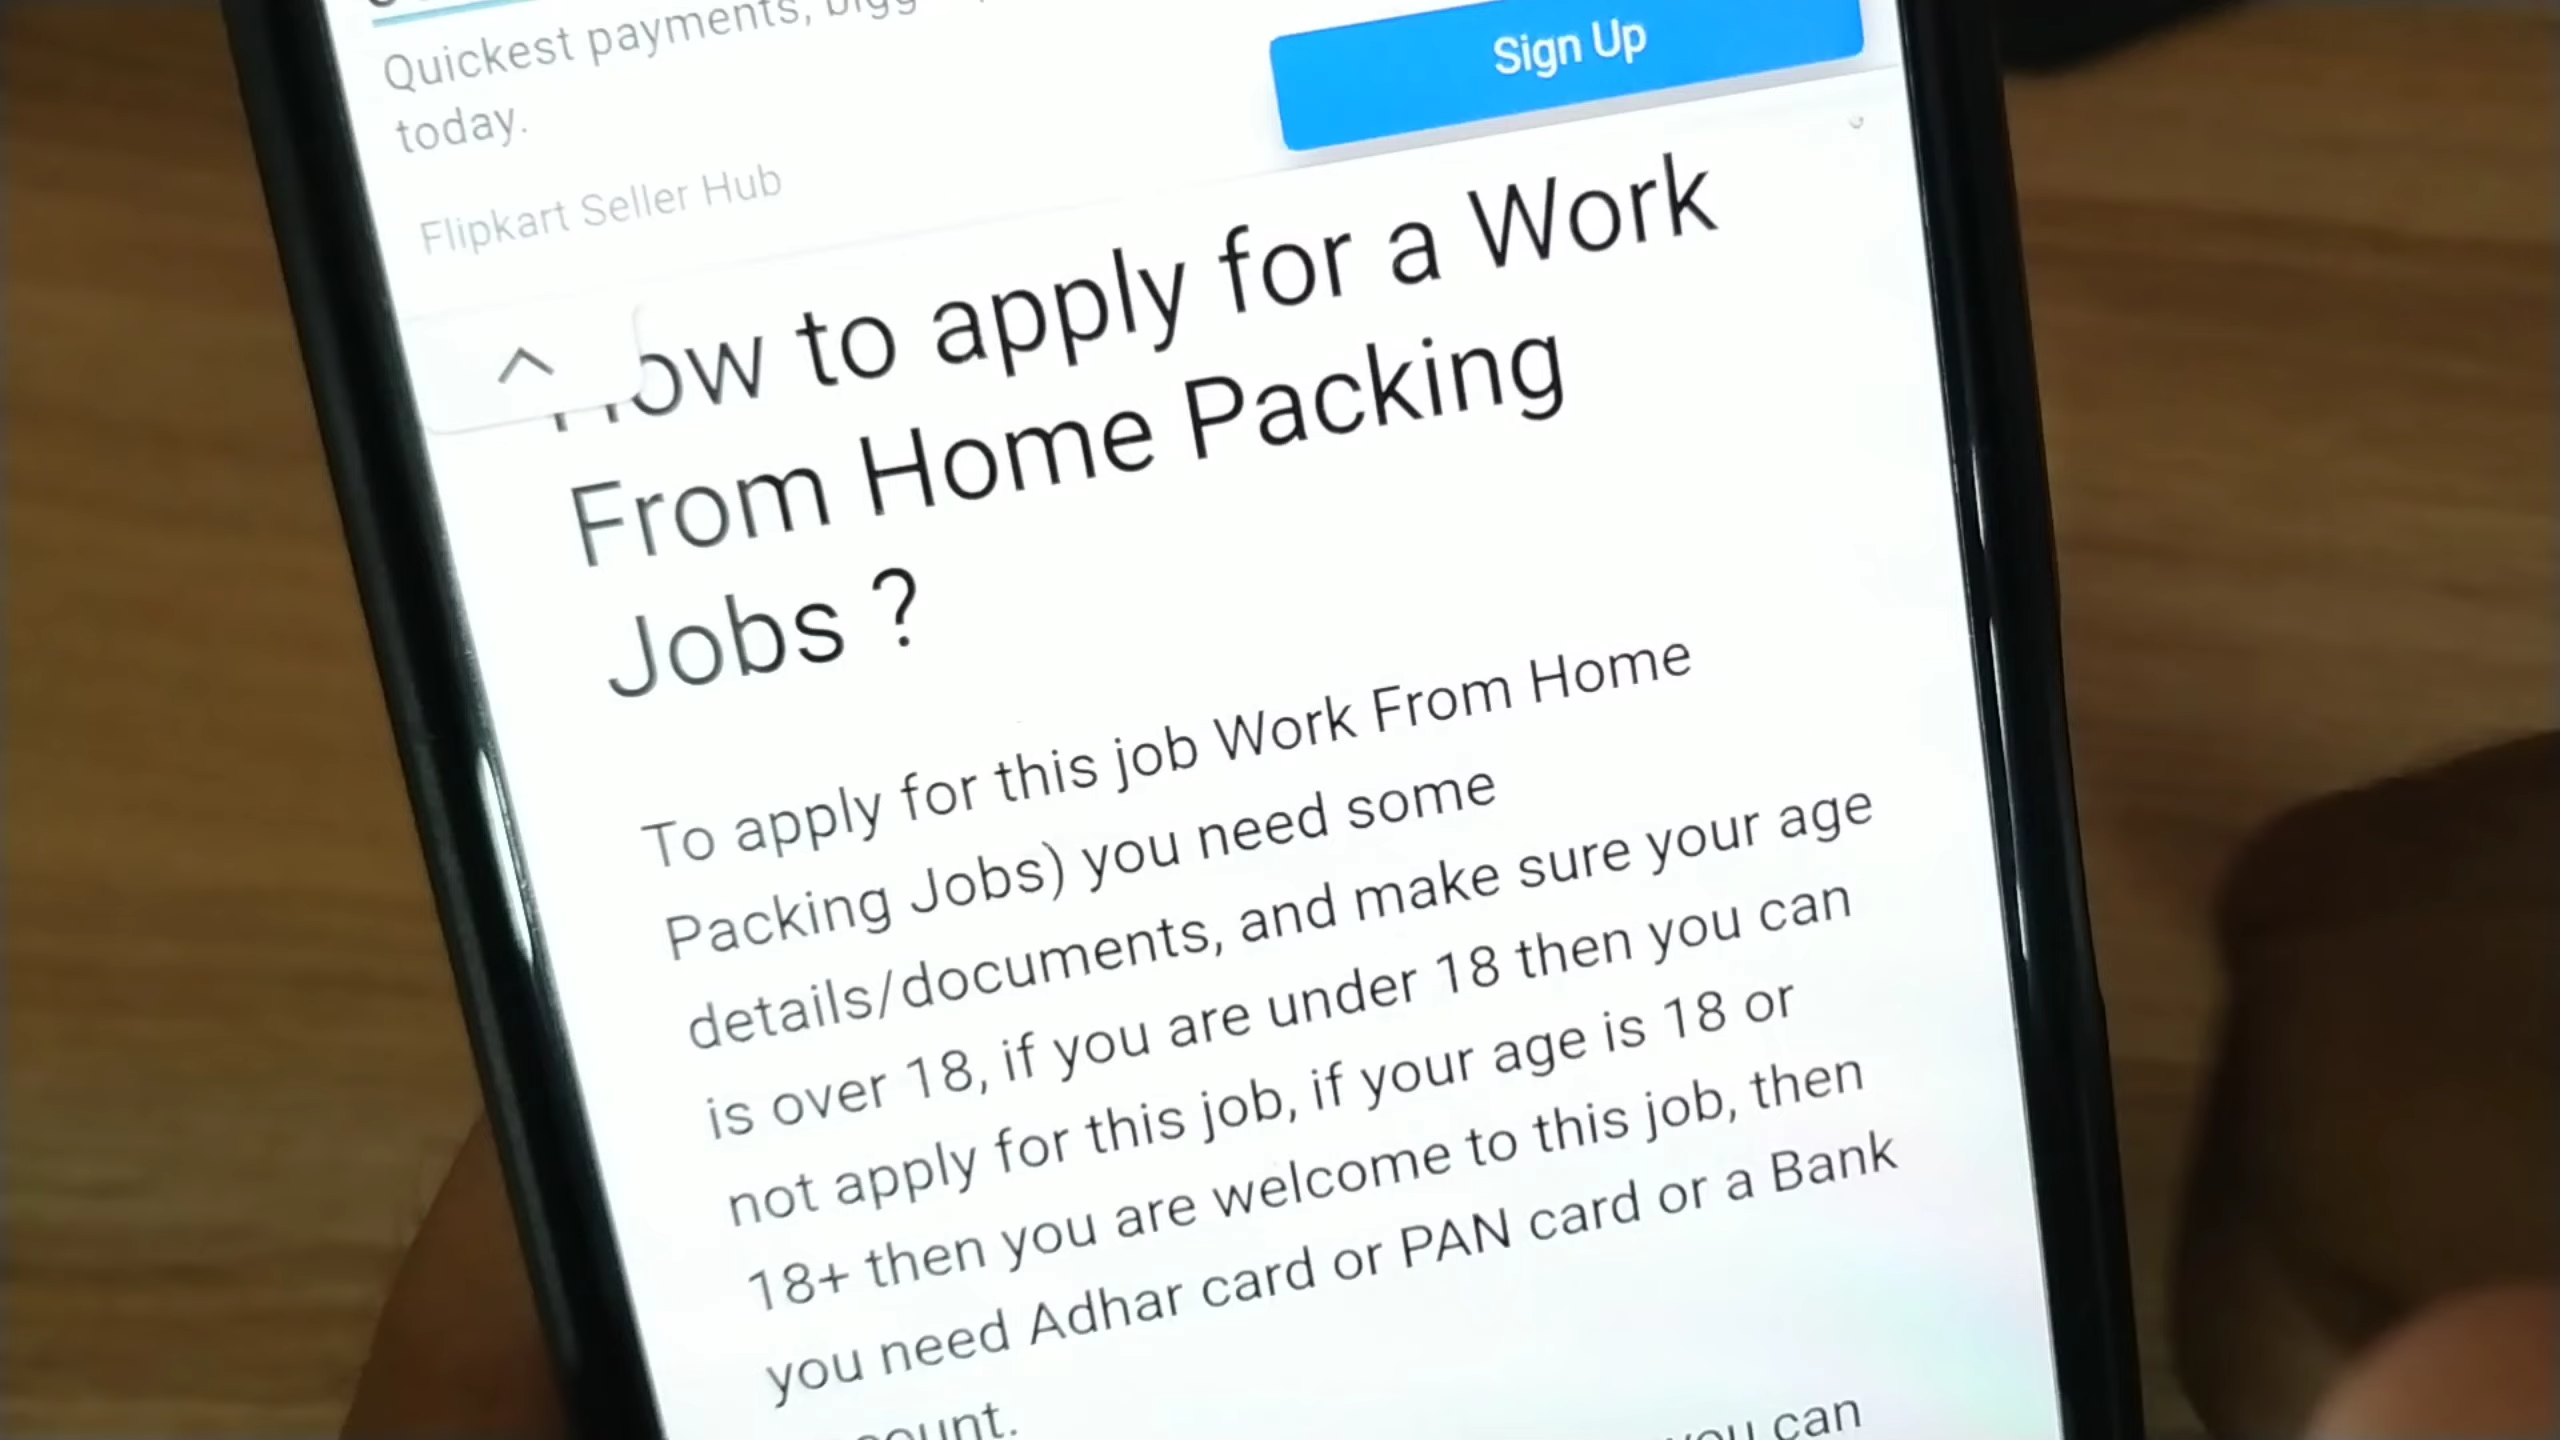 Quickest payments,
today.
Sign Up
Flipkart Seller Hub
How to apply for a Work
From Home Packing
Jobs ?
To apply for this job Work From Home
Packing Jobs) you need some
details/documents, and make sure your age
is over 18, if you are under 18 then you can
not apply for this job, if your age is 18 or
18+ then you are welcome to this job, then
you need Adhar card or PAN card or a Bank
can